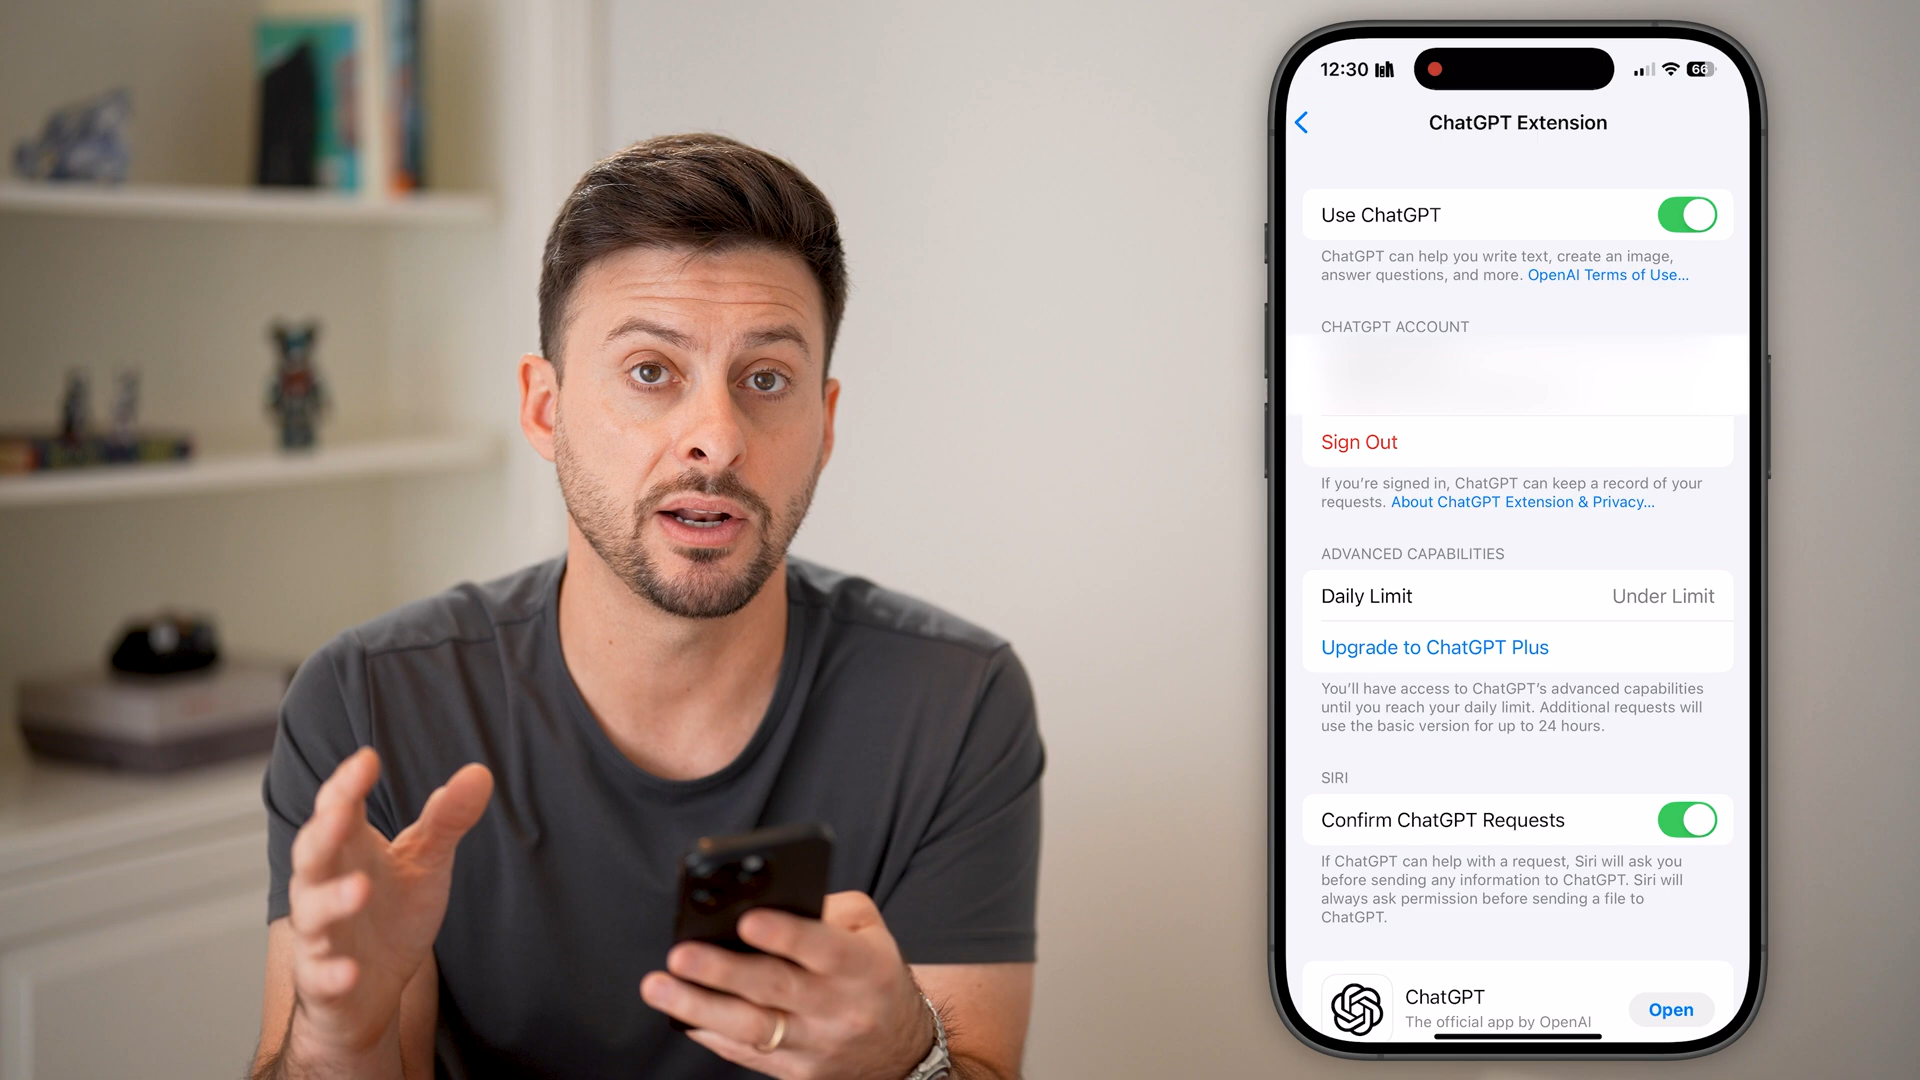 12:30
66
ChatGPT Extension
Use ChatGPT
ChatGPT can help you write text, create an image,
answer questions, and more. OpenAI Terms of Use...
CHATGPT ACCOUNT
Sign Out
If you're signed in, ChatGPT can keep a record of your
requests. About ChatGPT Extension & Privacy...
ADVANCED CAPABILITIES
Daily Limit Under Limit
Upgrade to ChatGPT Plus
You'll have access to ChatGPT's advanced capabilities
until you reach your daily limit. Additional requests will
use the basic version for up to 24 hours.
SIRI
Confirm ChatGPT Requests
If ChatGPT can help with a request, Siri will ask you
before sending any information to ChatGPT. Siri will
always ask permission before sending a file to
ChatGPT.
ChatGPT
The official app by OpenAI
Open